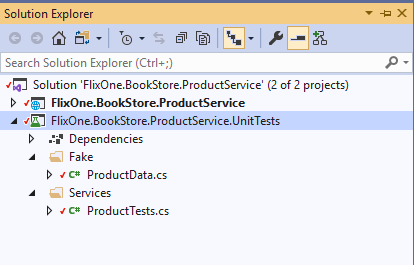 Solution Explorer
Search Solution Explorer (Ctrl+;)
Solution 'FlixOne.BookStore.ProductService' (2 of 2 projects)
FlixOne.BookStore.ProductService
FlixOne.BookStore.ProductService.UnitTests
Dependencies
Fake
C# ProductData.cs
Services
C# ProductTests.cs